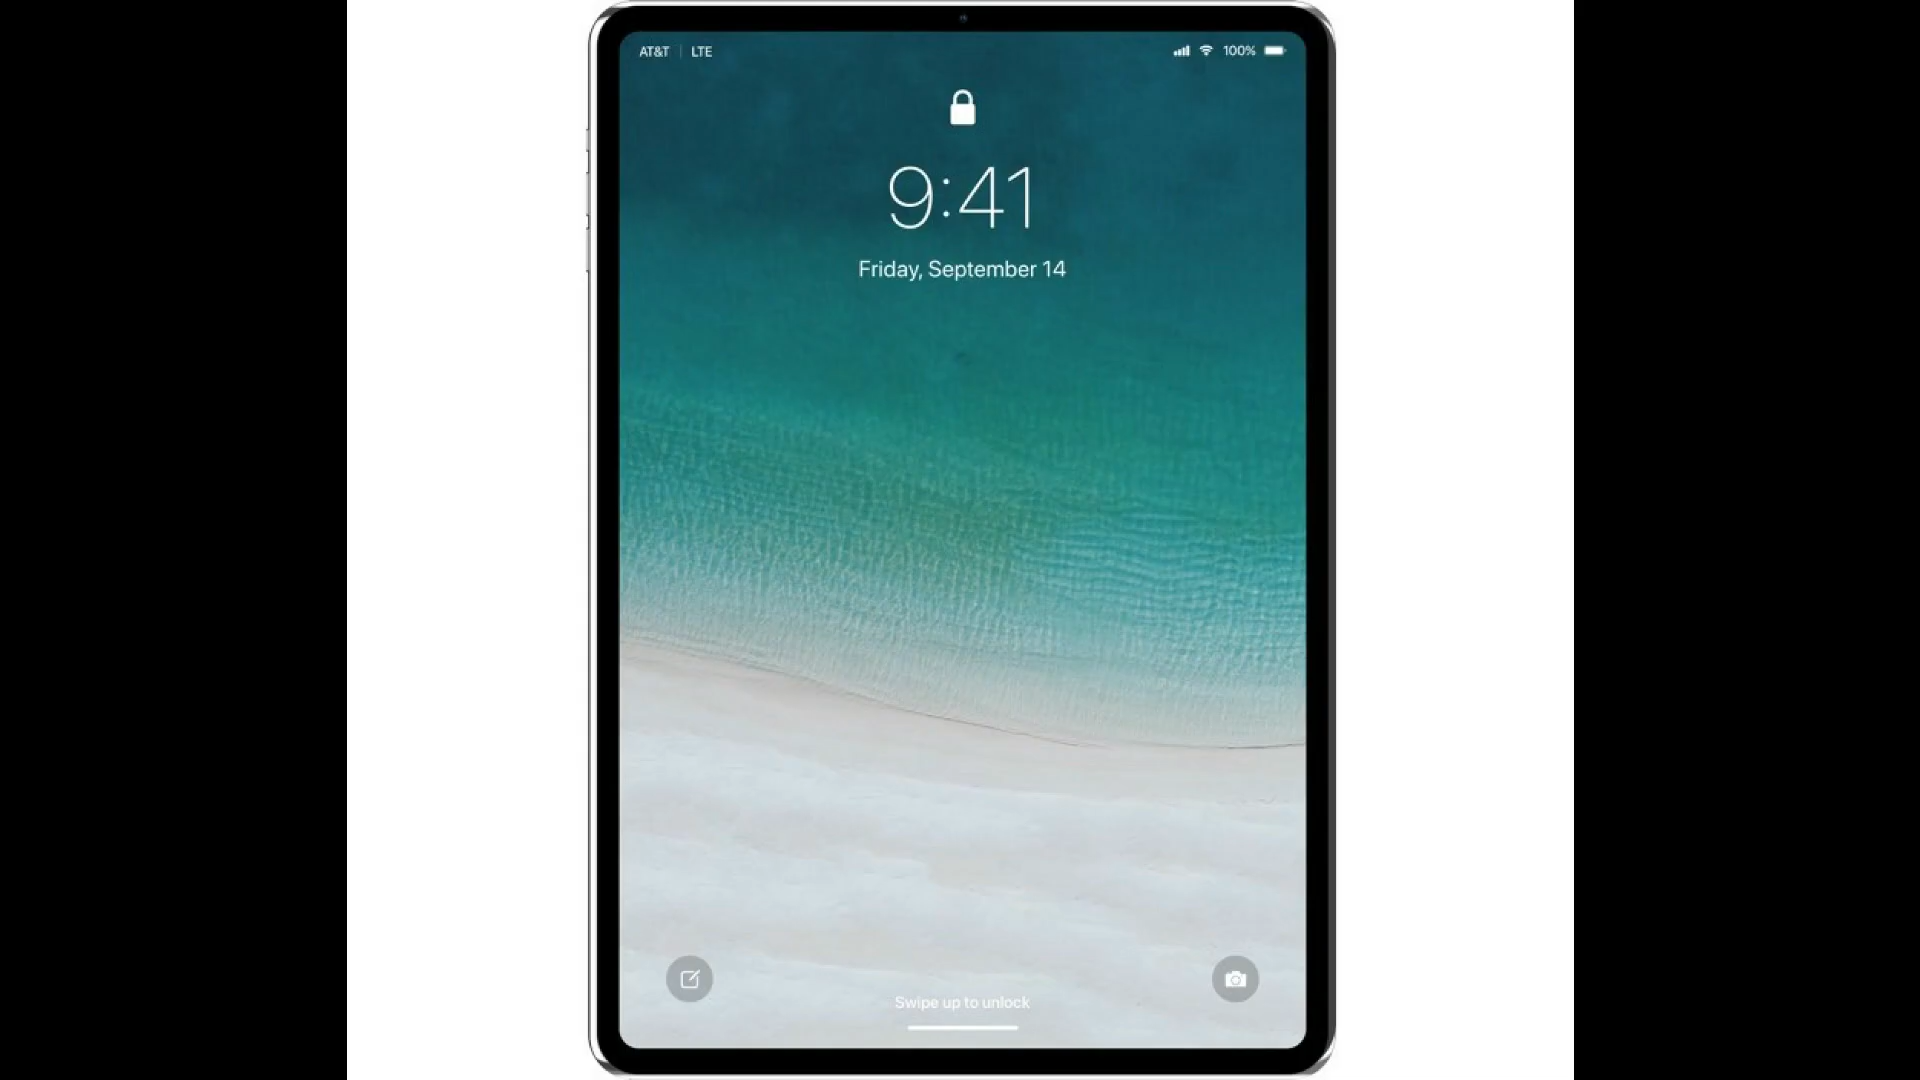 AT&T | LTE 100%
9:41
Friday, September 14
Swipe up to unlock